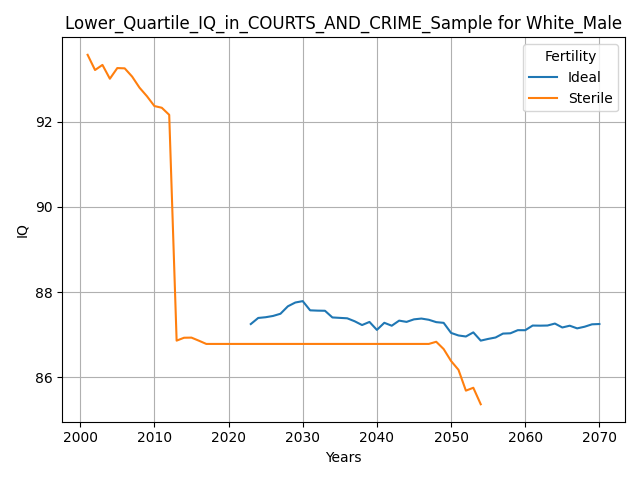 Lower_Quartile_IQ_in_COURTS_AND_CRIME_Sample for White_Male
Fertility
Ideal
Sterile
92
90
88
86
IQ
2000 2010 2020 2030 2040 2050 2060 2070
Years